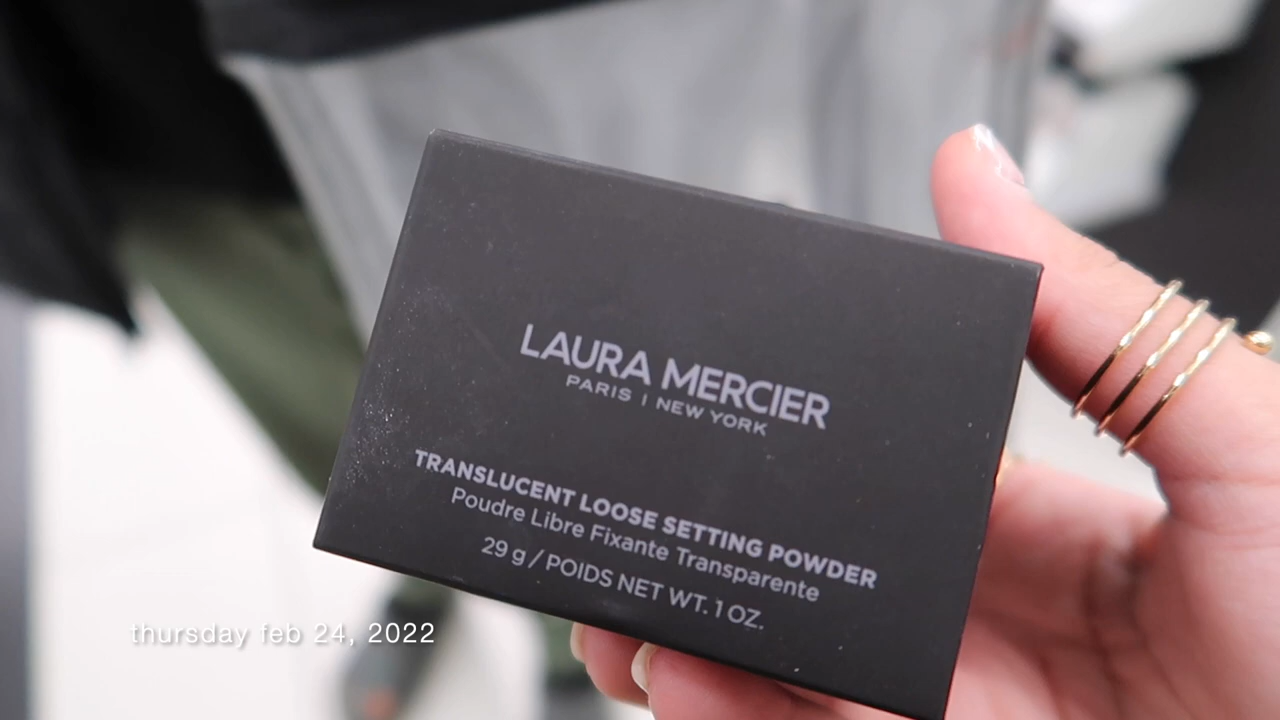 LAURA MERCIER
PARIS | NEW YORK
TRANSLUCENT LOOSE SETTING POWDER
Poudre Libre Fixante Transparente
29 g / POIDS NET WT. 1 OZ.
thursday feb 24, 2022